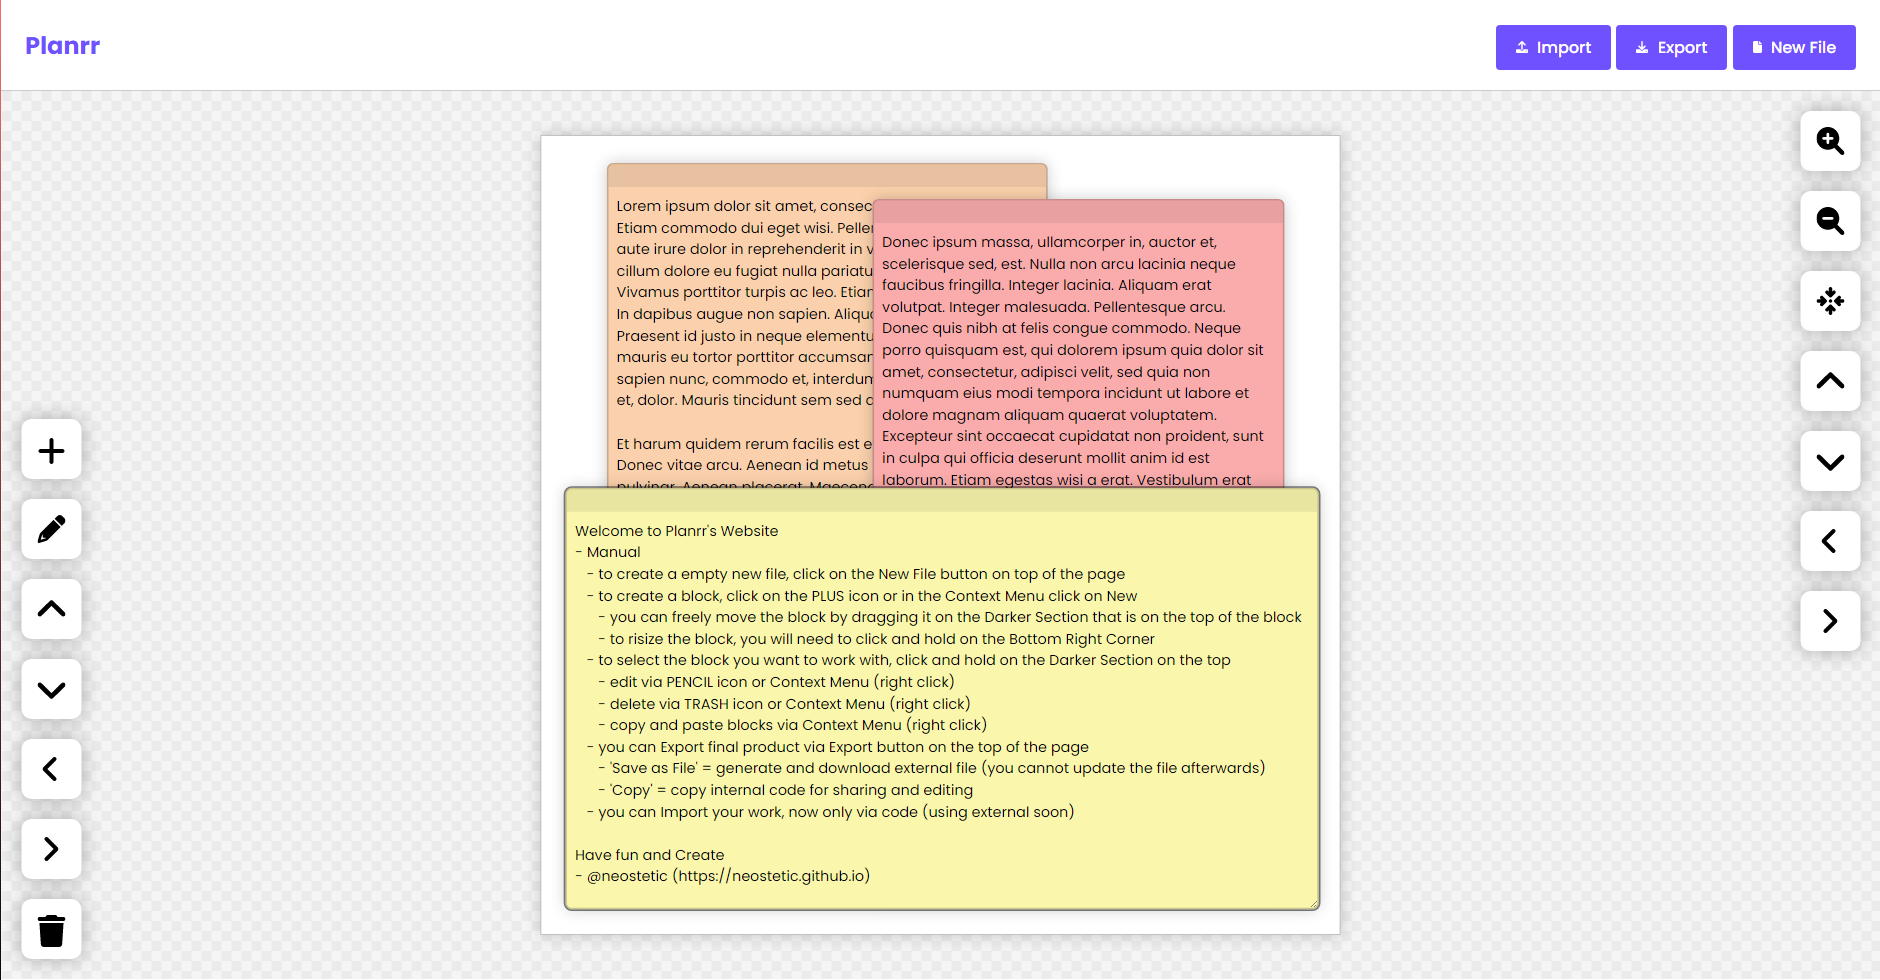 Planrr
Import
Export
New File
Lorem ipsum dolor sit amet, consec
Etiam commodo dui eget wisi.
aute irure dolor in reprehenderit in
cillum dolore eu fugiat nulla
Vivamus porttitor turpis ac leo.
In dapibus augue non sapien.
Praesent id justo in neque
mauris eu tortor porttitor
sapien nunc, commodo et,
et, dolor. Mauris tincidunt sem sed
Et harum quidem rerum facilis est
Donec vitae arcu. Aenean id metus
pulvinar. Aenean placerat.
Donec ipsum massa, ullamcorper in, auctor et,
scelerisque sed, est. Nulla non arcu lacinia neque
faucibus fringilla. Integer lacinia. Aliquam erat
volutpat. Integer malesuada. Pellentesque arcu.
Donec quis nibh at felis congue commodo. Neque
porro quisquam est, qui dolorem ipsum quia dolor sit
amet, consectetur, adipisci velit, sed quia non
numquam eius modi tempora incidunt ut labore et
dolore magnam aliquam quaerat voluptatem.
Excepteur sint occaecat cupidatat non proident, sunt
in culpa qui officia deserunt mollit anim id est
laborum. Etiam egestas wisi a erat. Vestibulum erat
Welcome to Planrr's Website
- Manual
- to create a empty new file, click on the New File button on top of the page
- to create a block, click on the PLUS icon or in the Context Menu click on New
- you can freely move the block by dragging it on the Darker Section that is on the top of the block
- to risize the block, you will need to click and hold on the Bottom Right Corner
- to select the block you want to work with, click and hold on the Darker Section on the top
- edit via PENCIL icon or Context Menu (right click)
- delete via TRASH icon or Context Menu (right click)
- copy and paste blocks via Context Menu (right click)
- you can Export final product via Export button on the top of the page
- 'Save as File' = generate and download external file (you cannot update the file afterwards)
- 'Copy' = copy internal code for sharing and editing
- you can Import your work, now only via code (using external soon)
Have fun and Create
- @neostetic (https://neostetic.github.io)